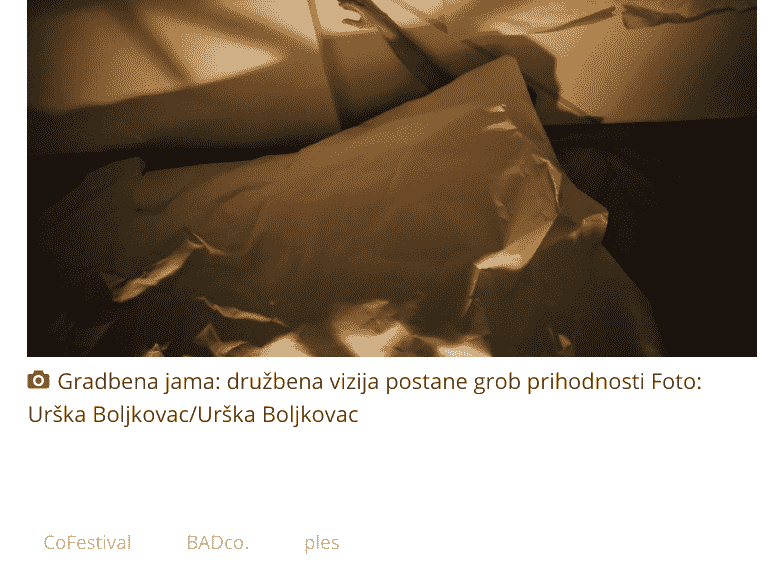 Gradbena jama: družbena vizija postane grob prihodnosti Foto:
Urška Boljkovac/Urška Boljkovac
CoFestival BADco. ples